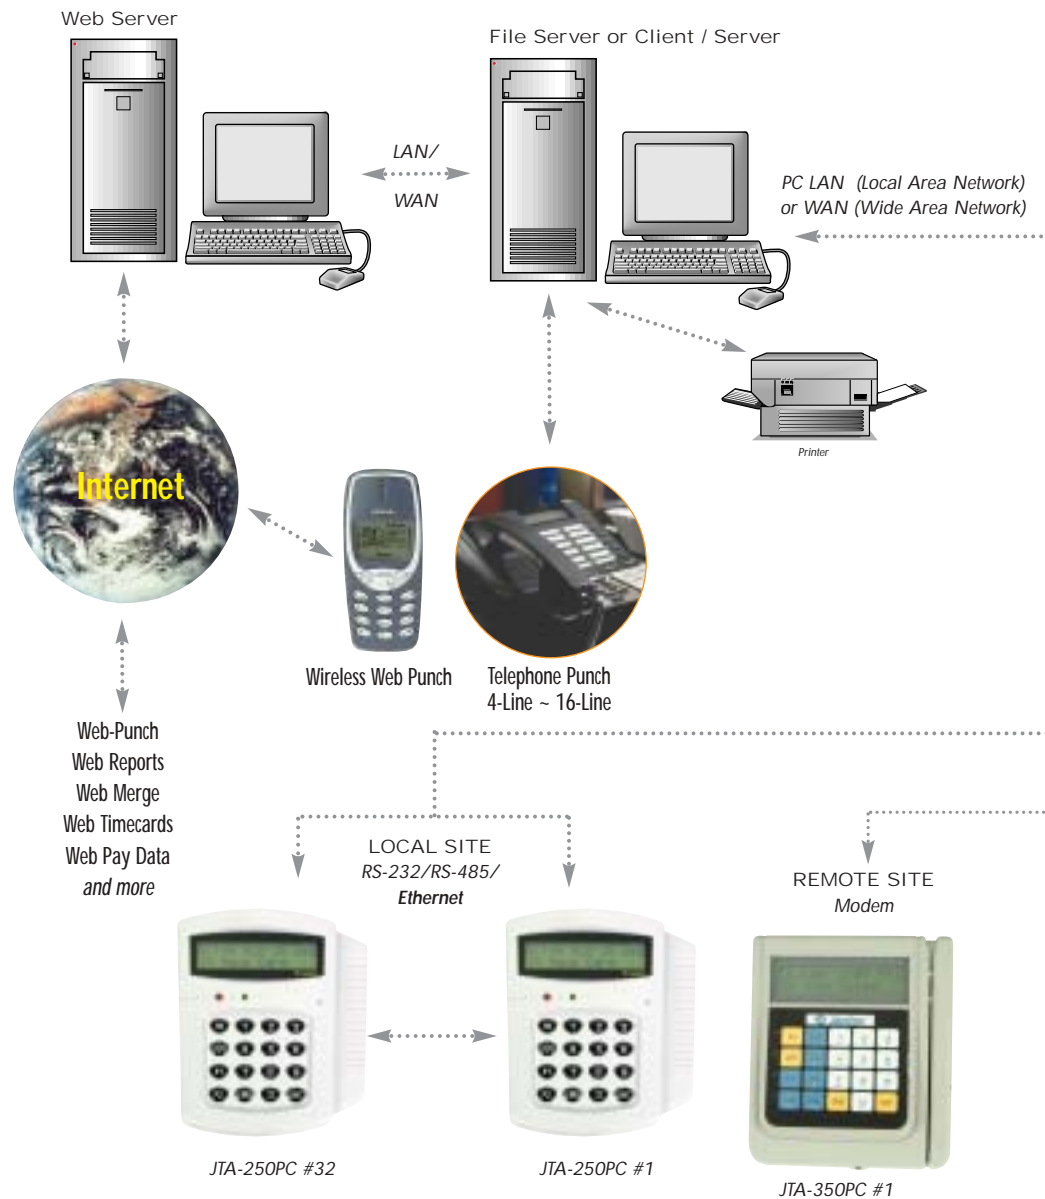 Web Server
File Server or Client / Server
LAN/
WAN
PC LAN (Local Area Network)
or WAN (Wide Area Network)
Printer
Internet
Wireless Web Punch
Telephone Punch
4-Line ~ 16-Line
Web-Punch
Web Reports
Web Merge
Web Timecards
Web Pay Data
and more
LOCAL SITE
RS-232/RS-485/
Ethernet
REMOTE SITE
Modem
JTA-250PC #32
JTA-250PC #1
JTA-350PC #1